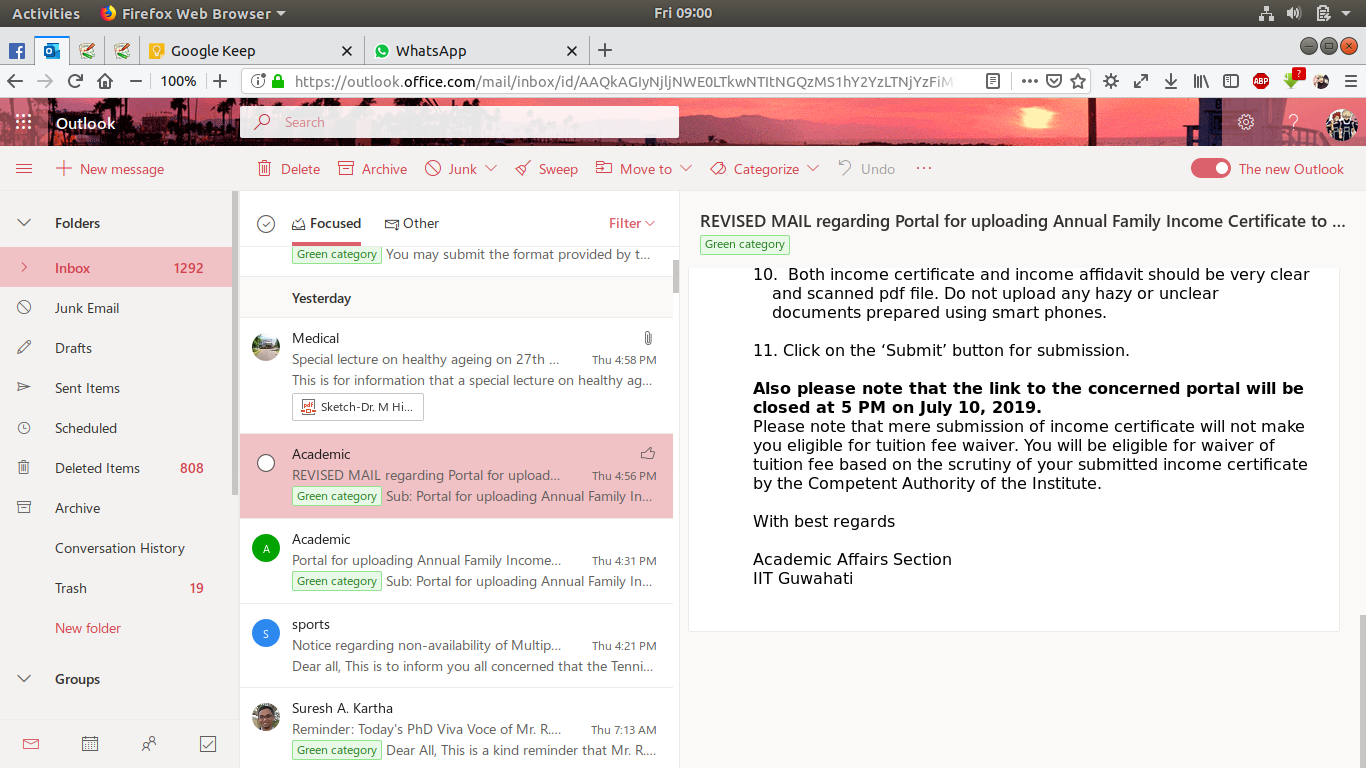 Activities
Firefox Web Browser
Fri 09:00
Google Keep
WhatsApp
100%
https://outlook.office.com/mail/inbox/id/AAQkAGIyNjljNWE0LTkwNTItNGQzMS1hY2YzLTNjYzFiM
ABP
?
Outlook
Search
?
New message
Delete
Archive
Junk
Sweep
Move to
Categorize
Undo
The new Outlook
Folders
Inbox 1292
Junk Email
Drafts
Sent Items
Scheduled
Deleted Items 808
Archive
Conversation History
Trash 19
New folder
Groups
Focused
Other
Filter
Green category You may submit the format provided by t...
Yesterday
Medical
Special lecture on healthy ageing on 27th ... Thu 4:58 PM
This is for information that a special lecture on healthy ag...
pdf Sketch-Dr. M Hi...
Academic
REVISED MAIL regarding Portal for upload... Thu 4:56 PM
Green category Sub: Portal for uploading Annual Family In...
A
Academic
Portal for uploading Annual Family Income... Thu 4:31 PM
Green category Sub: Portal for uploading Annual Family In...
S
sports
Notice regarding non-availability of Multip... Thu 4:21 PM
Dear all, This is to inform you all concerned that the Tenni...
Suresh A. Kartha
Reminder: Today's PhD Viva Voce of Mr. R.... Thu 7:13 AM
Green category Dear All, This is a kind reminder that Mr. R....
REVISED MAIL regarding Portal for uploading Annual Family Income Certificate to ...
Green category
10. Both income certificate and income affidavit should be very clear
and scanned pdf file. Do not upload any hazy or unclear
documents prepared using smart phones.
11. Click on the ‘Submit’ button for submission.
Also please note that the link to the concerned portal will be
closed at 5 PM on July 10, 2019.
Please note that mere submission of income certificate will not make
you eligible for tuition fee waiver. You will be eligible for waiver of
tuition fee based on the scrutiny of your submitted income certificate
by the Competent Authority of the Institute.
With best regards
Academic Affairs Section
IIT Guwahati